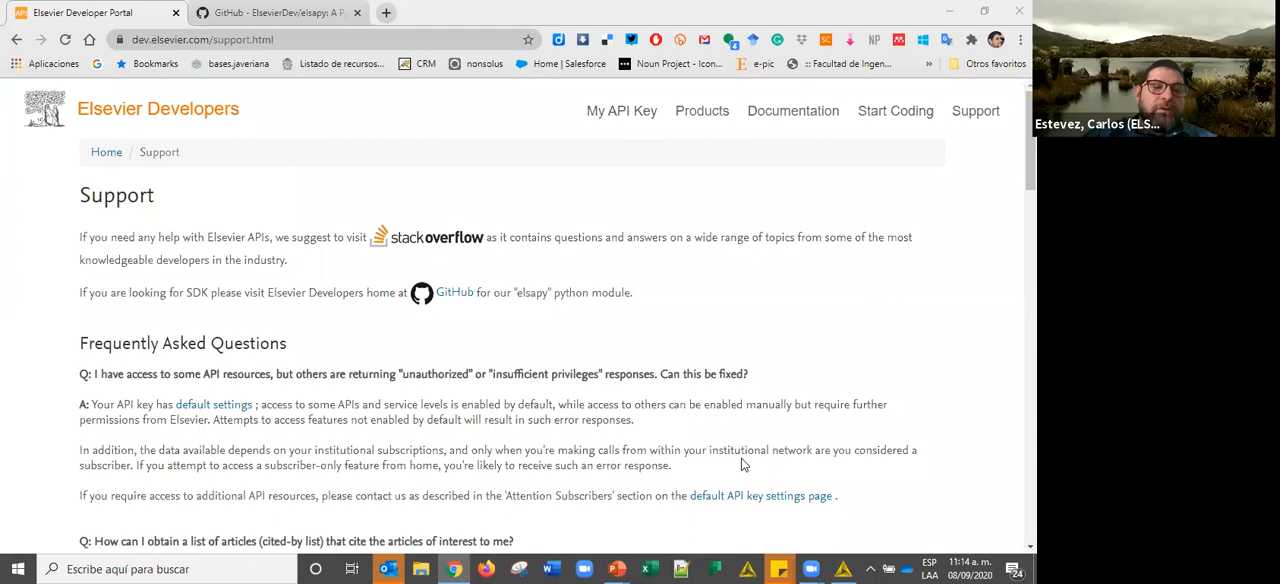 Elsevier Developer Portal
GitHub - ElsevierDev/elsapy: A P
dev.elsevier.com/support.html
Aplicaciones
Bookmarks
bases.javeriana
Listado de recursos...
CRM
nonsolus
Home | Salesforce
Noun Project - Icon...
e-pic
::: Facultad de Ingen...
»
Otros favoritos
Elsevier Developers
My API Key
Products
Documentation
Start Coding
Support
Home / Support
Support
If you need any help with Elsevier APIs, we suggest to visit stackoverflow as it contains questions and answers on a wide range of topics from some of the most
knowledgeable developers in the industry.
If you are looking for SDK please visit Elsevier Developers home at GitHub for our "elsapy" python module.
Frequently Asked Questions
Q: I have access to some API resources, but others are returning "unauthorized" or "insufficient privileges" responses. Can this be fixed?
A: Your API key has default settings ; access to some APIs and service levels is enabled by default, while access to others can be enabled manually but require further
permissions from Elsevier. Attempts to access features not enabled by default will result in such error responses.
In addition, the data available depends on your institutional subscriptions, and only when you're making calls from within your institutional network are you considered a
subscriber. If you attempt to access a subscriber-only feature from home, you're likely to receive such an error response.
If you require access to additional API resources, please contact us as described in the 'Attention Subscribers' section on the default API key settings page .
Q: How can I obtain a list of articles (cited-by list) that cite the articles of interest to me?
Estevez, Carlos (ELS...
Escribe aquí para buscar
ESP
LAA
11:14 a. m.
08/09/2020
24